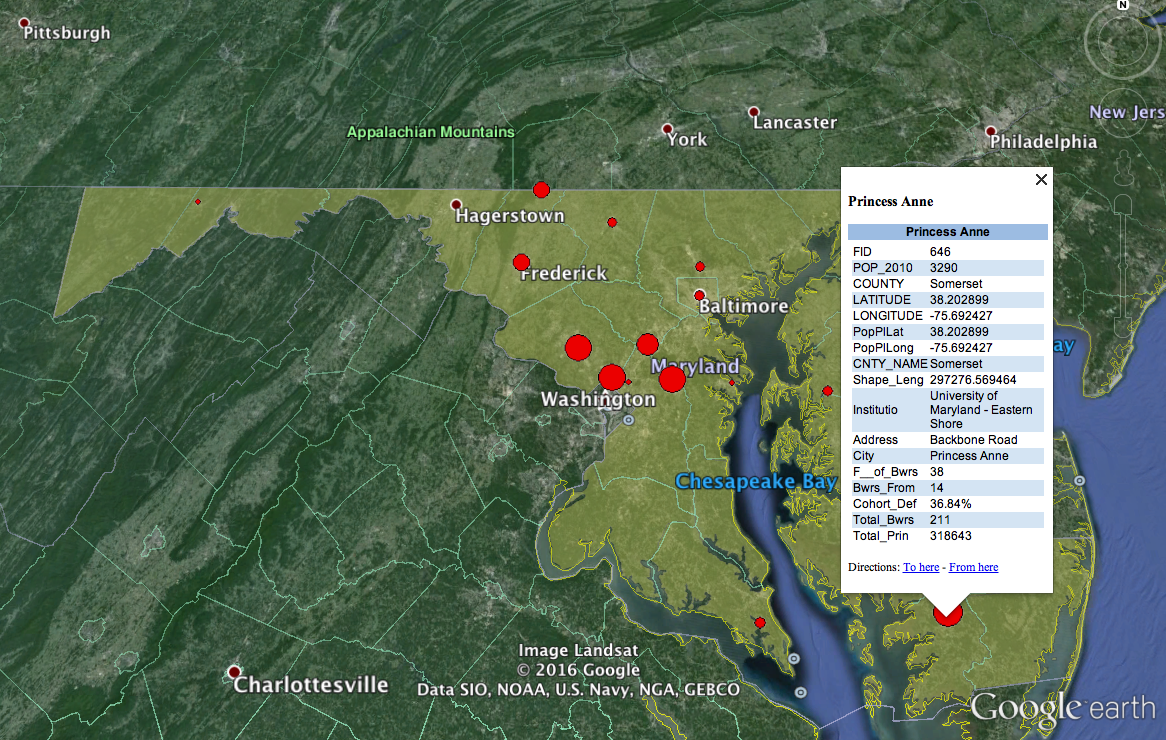 N
Pittsburgh
New Jers
Lancaster
Appalachian Mountains
York
Philadelphia
Hagerstown
Frederick
Baltimore
Maryland
Washington
Chesapeake Bay
ay
Princess Anne
Princess Anne
FID 646
POP_2010 3290
COUNTY Somerset
LATITUDE 38.202899
LONGITUDE -75.692427
PopPlLat 38.202899
PopPlLong -75.692427
CNTY_NAME Somerset
Shape_Leng 297276.569464
Institutio University of
Maryland - Eastern
Shore
Address Backbone Road
City Princess Anne
F__of_Bwrs 38
Bwrs_From 14
Cohort_Def 36.84%
Total_Bwrs 211
Total_Prin 318643
Directions: To here - From here
Charlottesville
Image Landsat
© 2016 Google
Data SIO, NOAA, U.S. Navy, NGA, GEBCO
Google earth